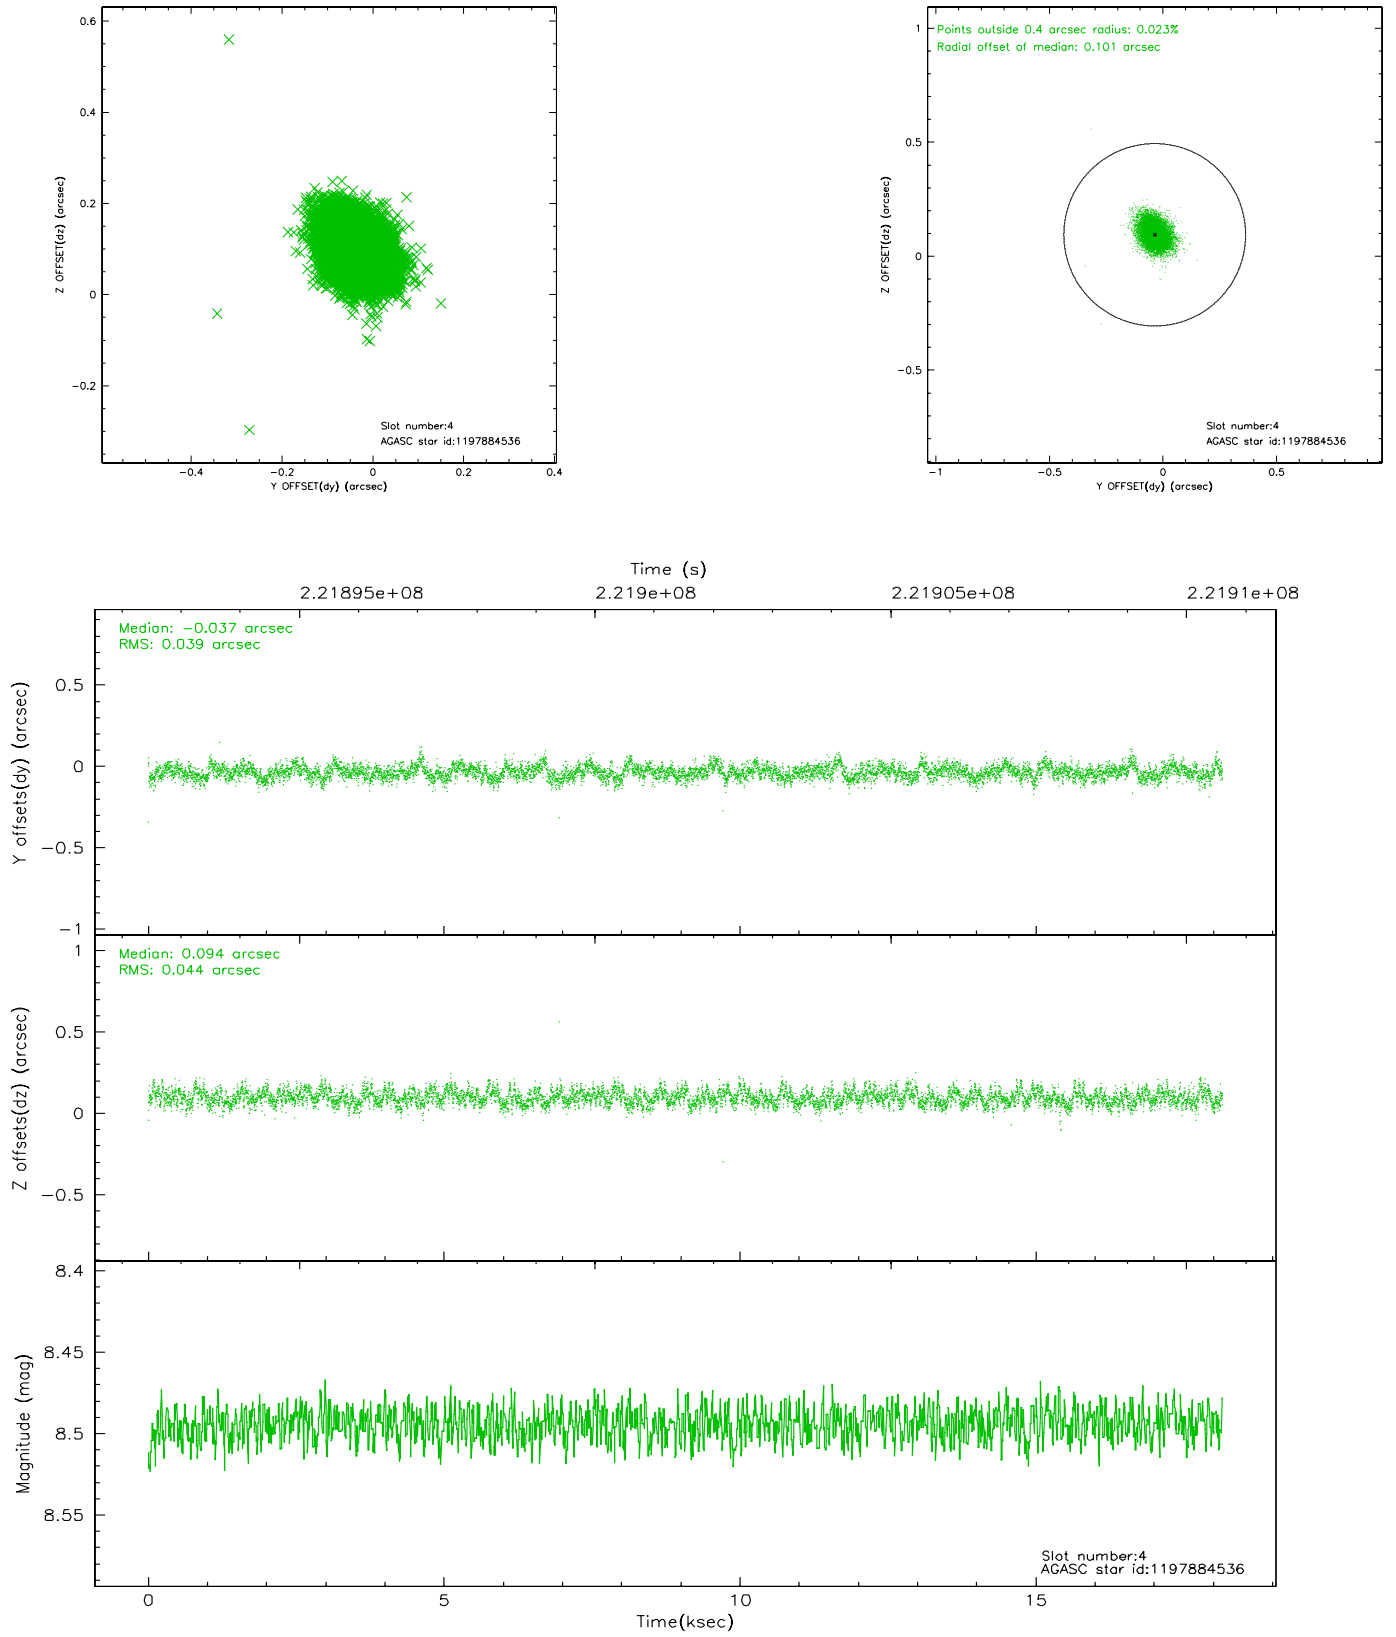 0.6
0.4
0.2
0
−0.2
Z OFFSET(dz) (arcsec)
Slot number:4
AGASC star id:1197884536
−0.4
−0.2
0
0.2
0.4
Y OFFSET(dy) (arcsec)
Points outside 0.4 arcsec radius: 0.023%
Radial offset of median: 0.101 arcsec
1
0.5
0
−0.5
Z OFFSET(dz) (arcsec)
Slot number:4
AGASC star id:1197884536
−1
−0.5
0
0.5
Y OFFSET(dy) (arcsec)
Time (s)
2.21895e+08
2.219e+08
2.21905e+08
2.2191e+08
Median: −0.037 arcsec
RMS: 0.039 arcsec
0.5
0
−0.5
−1
Y offsets(dy) (arcsec)
Median: 0.094 arcsec
RMS: 0.044 arcsec
1
0.5
0
−0.5
Z offsets(dz) (arcsec)
8.4
8.45
8.5
8.55
Magnitude (mag)
Slot number:4
AGASC star id:1197884536
0
5
10
15
Time(ksec)